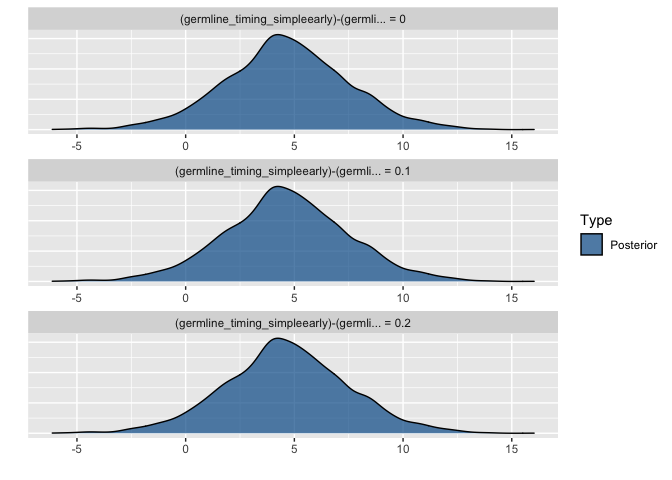 (germline_timing_simpleearly)-(germli... = 0
-5 0 5 10 15
(germline_timing_simpleearly)-(germli... = 0.1
-5 0 5 10 15
Type
Posterior
(germline_timing_simpleearly)-(germli... = 0.2
-5 0 5 10 15